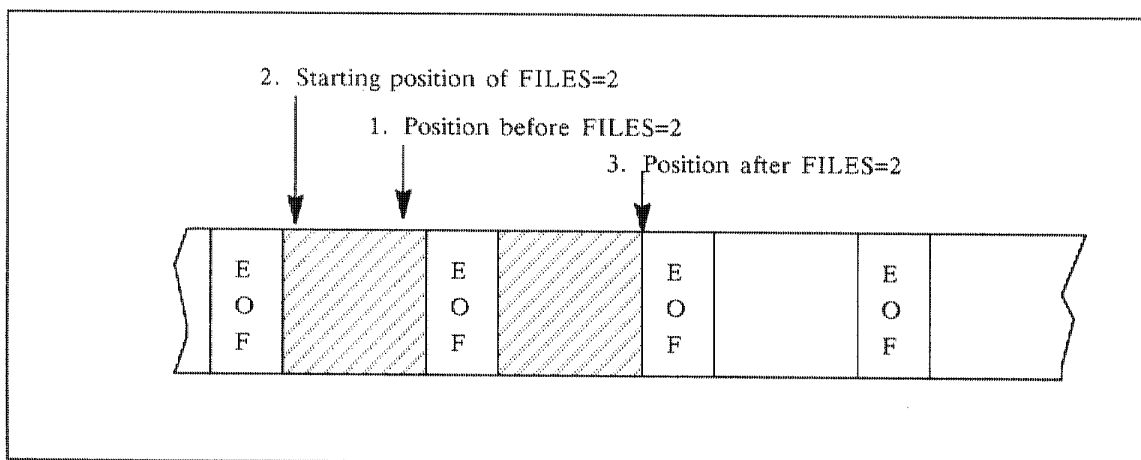 2. Starting position of FILES=2
1. Position before FILES=2
3. Position after FILES=2
E E E E
O O O O
F F F F